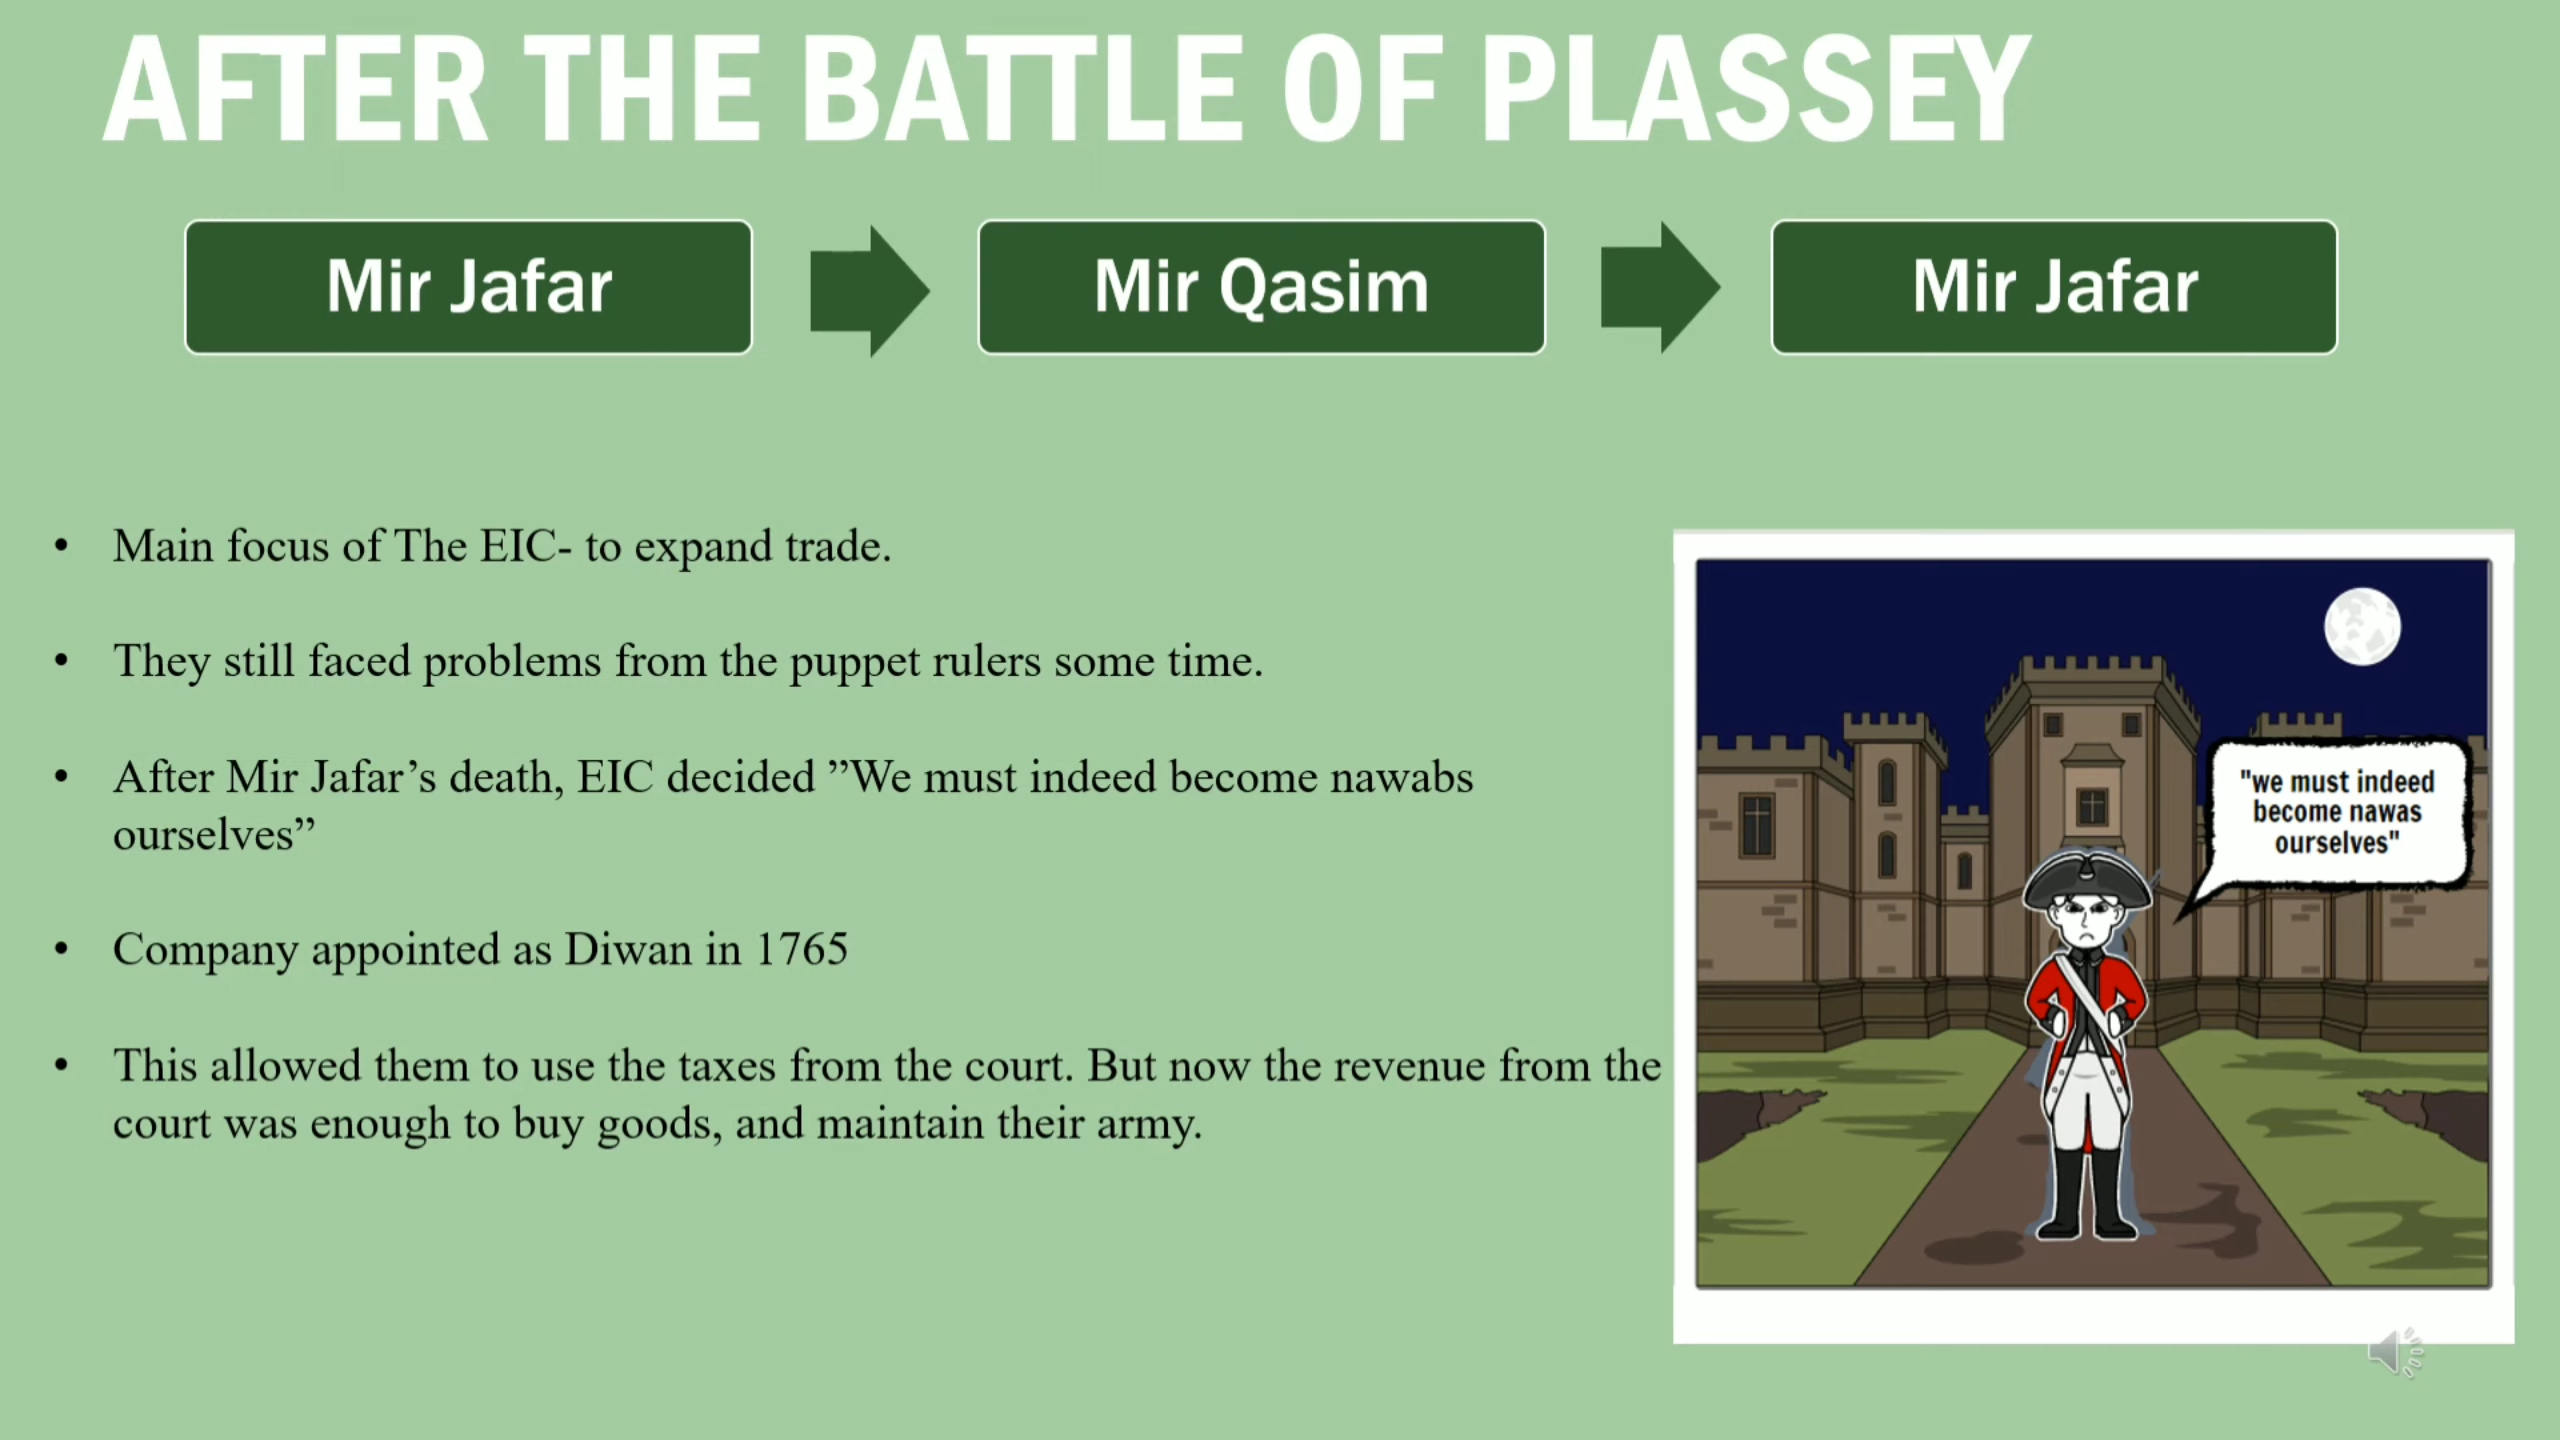 AFTER THE BATTLE OF PLASSEY
Mir Jafar
Mir Qasim
Mir Jafar
• Main focus of The EIC- to expand trade.
• They still faced problems from the puppet rulers some time.
• After Mir Jafar’s death, EIC decided ”We must indeed become nawabs
ourselves”
• Company appointed as Diwan in 1765
• This allowed them to use the taxes from the court. But now the revenue from the
court was enough to buy goods, and maintain their army.
"we must indeed
become nawas
ourselves"